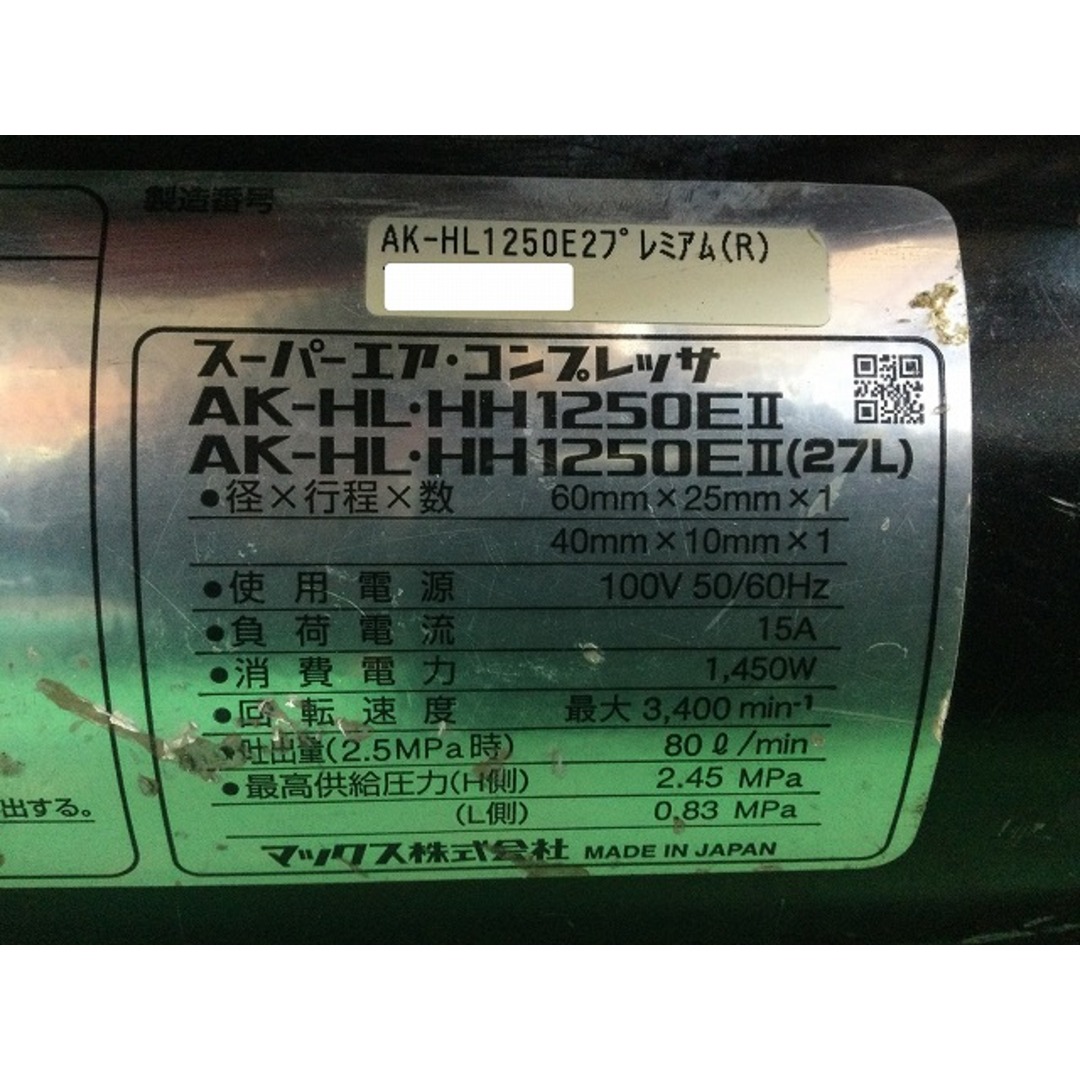 製造番号
AK-HL1250E2プレミアム(R)
スーパーエア・コンプレッサ
AK-HL・HH1250EⅡ
AK-HL・HH1250EⅡ(27L)
●径×行程×数 60mm×25mm×1
40mm×10mm×1
●使用電源 100V 50/60Hz
●負荷電流 15A
●消費電力 1,450W
●回転速度 最大 3,400 min⁻¹
●吐出量(2.5MPa時) 80ℓ/min
●最高供給圧力(H側) 2.45 MPa
(L側) 0.83 MPa
マックス株式会社 MADE IN JAPAN
出する。